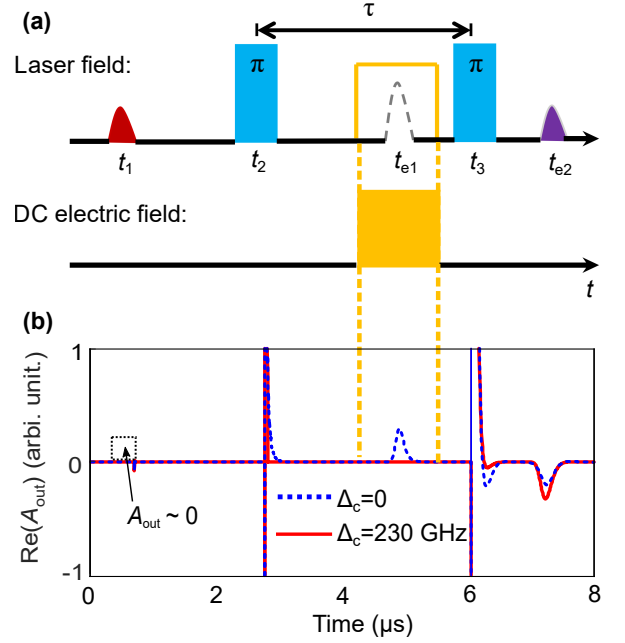 (a)
τ
Laser field:
π
π
t1
t2
te1
t3
te2
DC electric field:
t
(b)
Re(Aout) (arbi. unit.)
1
0
-1
Aout ~ 0
Δc=0
Δc=230 GHz
0
2
4
6
8
Time (μs)